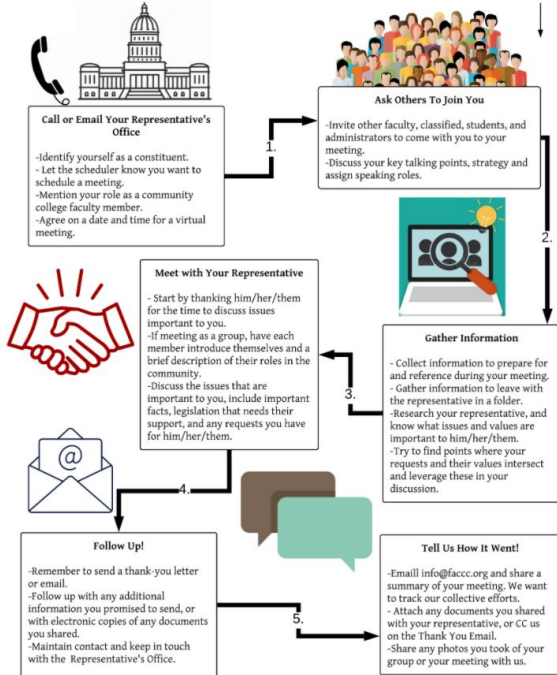 Call or Email Your Representative's
Office
-Identify yourself as a constituent.
- Let the scheduler know you want to
schedule a meeting.
-Mention your role as a community
college faculty member.
-Agree on a date and time for a virtual
meeting.
1.
Ask Others To Join You
-Invite other faculty, classified, students, and
administrators to come with you to your
meeting.
-Discuss your key talking points, strategy and
assign speaking roles.
2.
Gather Information
- Collect information to prepare for
and reference during your meeting.
- Gather information to leave with
the representative in a folder.
-Research your representative, and
know what issues and values are
important to him/her/them.
-Try to find points where your
requests and their values intersect
and leverage these in your
discussion.
3.
Meet with Your Representative
- Start by thanking him/her/them
for the time to discuss issues
important to you.
-If meeting as a group, have each
member introduce themselves and a
brief description of their roles in the
community.
-Discuss the issues that are
important to you, include important
facts, legislation that needs their
support, and any requests you have
for him/her/them.
4.
@
Follow Up!
-Remember to send a thank-you letter
or email.
-Follow up with any additional
information you promised to send, or
with electronic copies of any documents
you shared.
-Maintain contact and keep in touch
with the Representative's Office.
5.
Tell Us How It Went!
-Emaill info@faccc.org and share a
summary of your meeting. We want
to track our collective efforts.
- Attach any documents you shared
with your representative, or CC us
on the Thank You Email.
-Share any photos you took of your
group or your meeting with us.